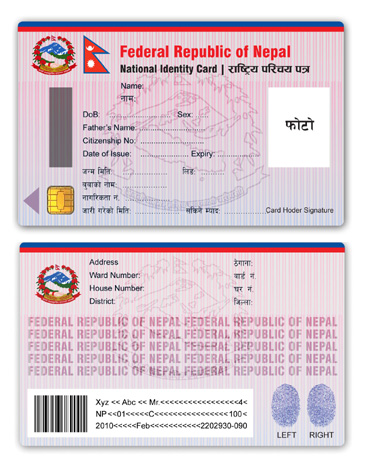 Federal Republic of Nepal
National Identity Card | राष्ट्रिय परिचय पत्र
Name:
नाम:
DoB: Sex:
फोटो
Father's Name:
Citizenship No:
Date of Issue: Expiry:
जन्म मिति: लिङ्ग:
बुबाको नाम:
नागरिकता न.
जारी गरेको मिति: सकिने म्याद:
Card Hoder Signature
Address ठेगाना:
Ward Number: वार्ड नं.
House Number: घर नं.
District: जिल्ला:
FEDERAL REPUBLIC OF NEPAL FEDERAL REPUBLIC OF NEPAL
FEDERAL REPUBLIC OF NEPAL FEDERAL REPUBLIC OF NEPAL
FEDERAL REPUBLIC OF NEPAL FEDERAL REPUBLIC OF NEPAL
FEDERAL REPUBLIC OF NEPAL FEDERAL REPUBLIC OF NEPAL
FEDERAL REPUBLIC OF NEPAL FEDERAL REPUBLIC OF NEPAL
Xyz << Abc << Mr.<<<<<<<<<<<<<<<<4<
NP<<01<<<<<C<<<<<<<<<<<<<<<<100<
2010<<<<<Feb<<<<<<<<<<<2202930-090
LEFT RIGHT